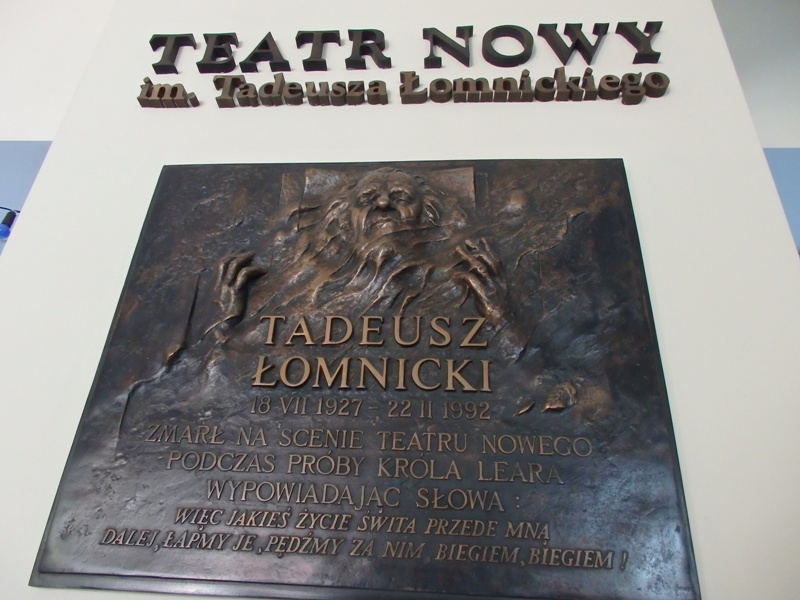 TEATR NOWY
im. Tadeusza Łomnickiego
TADEUSZ
ŁOMNICKI
18 VII 1927 - 22 II 1992
ZMARŁ NA SCENIE TEATRU NOWEGO
PODCZAS PRÓBY KRÓLA LEARA
WYPOWIADAJĄC SŁOWA:
WIĘC JAKIEŚ ŻYCIE ŚWITA PRZEDE MNĄ
DALEJ, ŁAPMY JE, PĘDŹMY ZA NIM BIEGIEM, BIEGIEM!